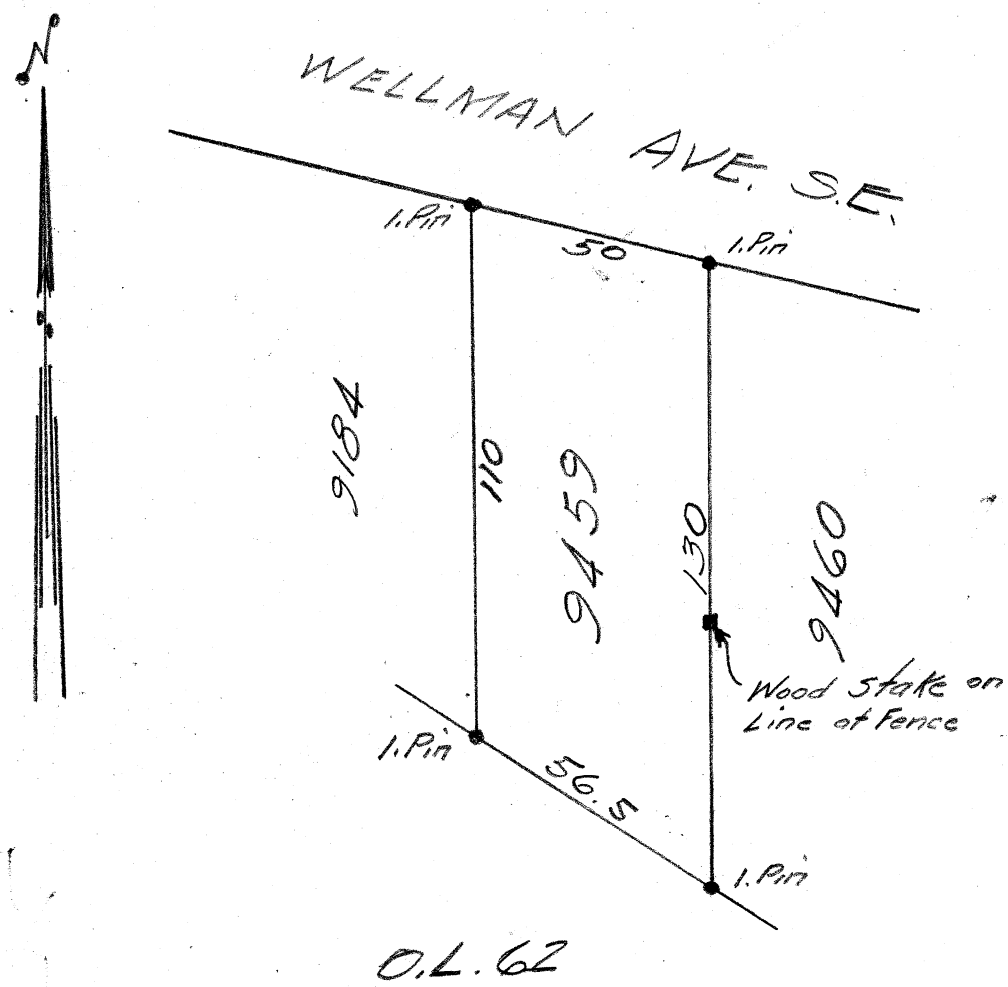 N
WELLMAN AVE. S.E.
I.Pin
50
I.Pin
9184
110
9459
130
9460
Wood Stake on
Line at Fence
I.Pin
56.5
I.Pin
O.L. 62